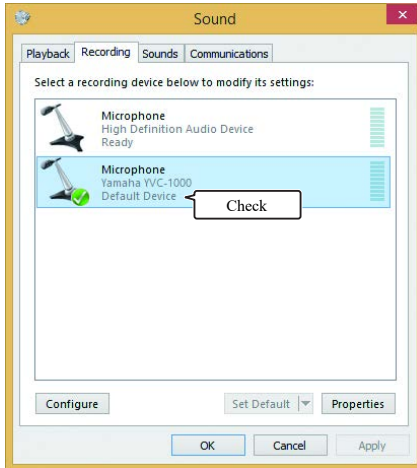 Sound
Playback Recording Sounds Communications
Select a recording device below to modify its settings:
Microphone
High Definition Audio Device
Ready
Microphone
Yamaha YVC-1000
Default Device
Check
Configure Set Default Properties
OK Cancel Apply